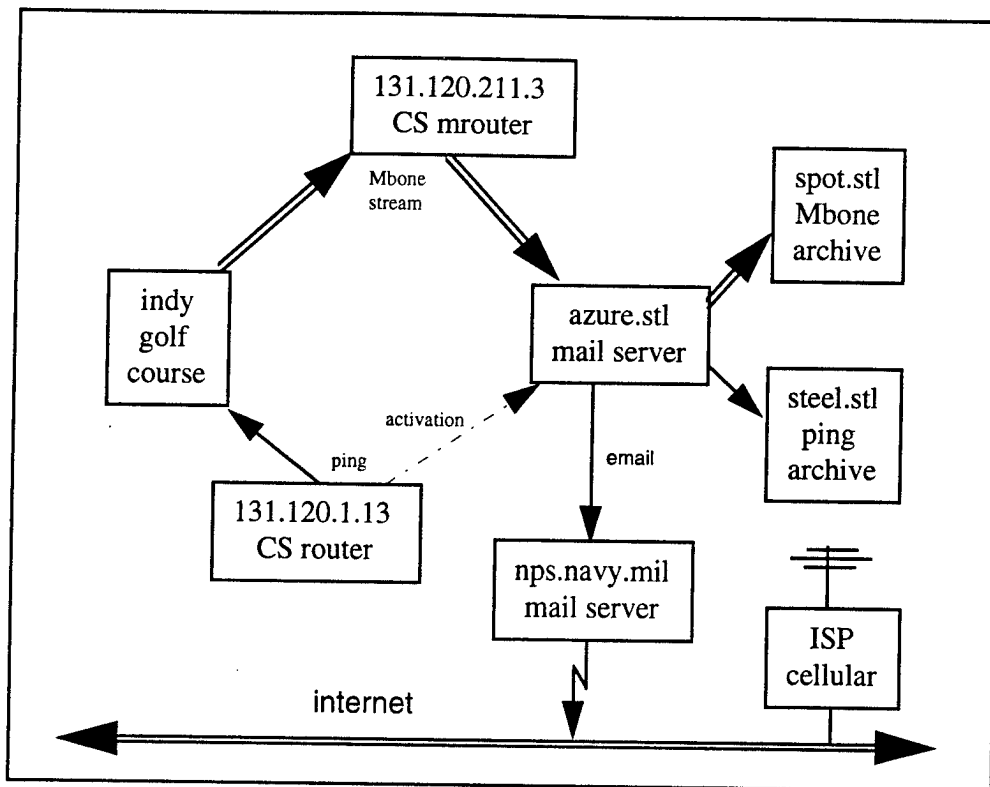 131.120.211.3
CS mrouter
Mbone
stream
spot.stl
Mbone
archive
indy
golf
course
azure.stl
mail server
activation
steel.stl
ping
archive
ping
131.120.1.13
CS router
email
nps.navy.mil
mail server
ISP
cellular
internet